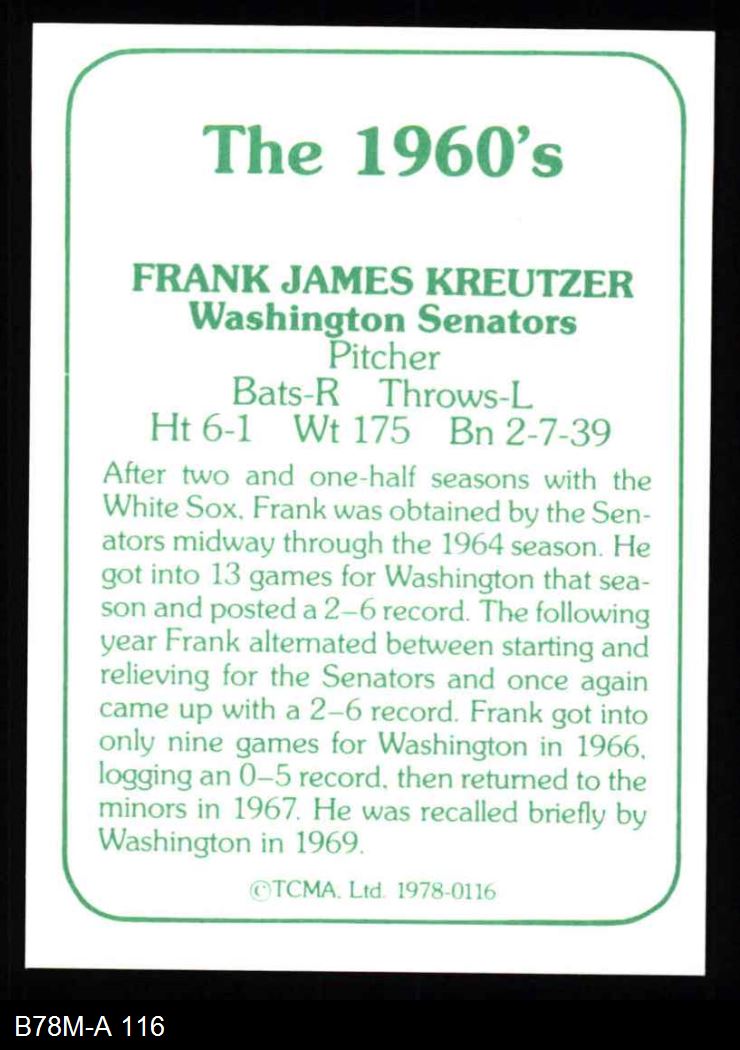 The 1960's
FRANK JAMES KREUTZER
Washington Senators
Pitcher
Bats-R Throws-L
Ht 6-1 Wt 175 Bn 2-7-39
After two and one-half seasons with the
White Sox, Frank was obtained by the Sen-
ators midway through the 1964 season. He
got into 13 games for Washington that sea-
son and posted a 2–6 record. The following
year Frank alternated between starting and
relieving for the Senators and once again
came up with a 2–6 record. Frank got into
only nine games for Washington in 1966,
logging an 0–5 record, then returned to the
minors in 1967. He was recalled briefly by
Washington in 1969.
©TCMA, Ltd. 1978-0116
B78M-A 116